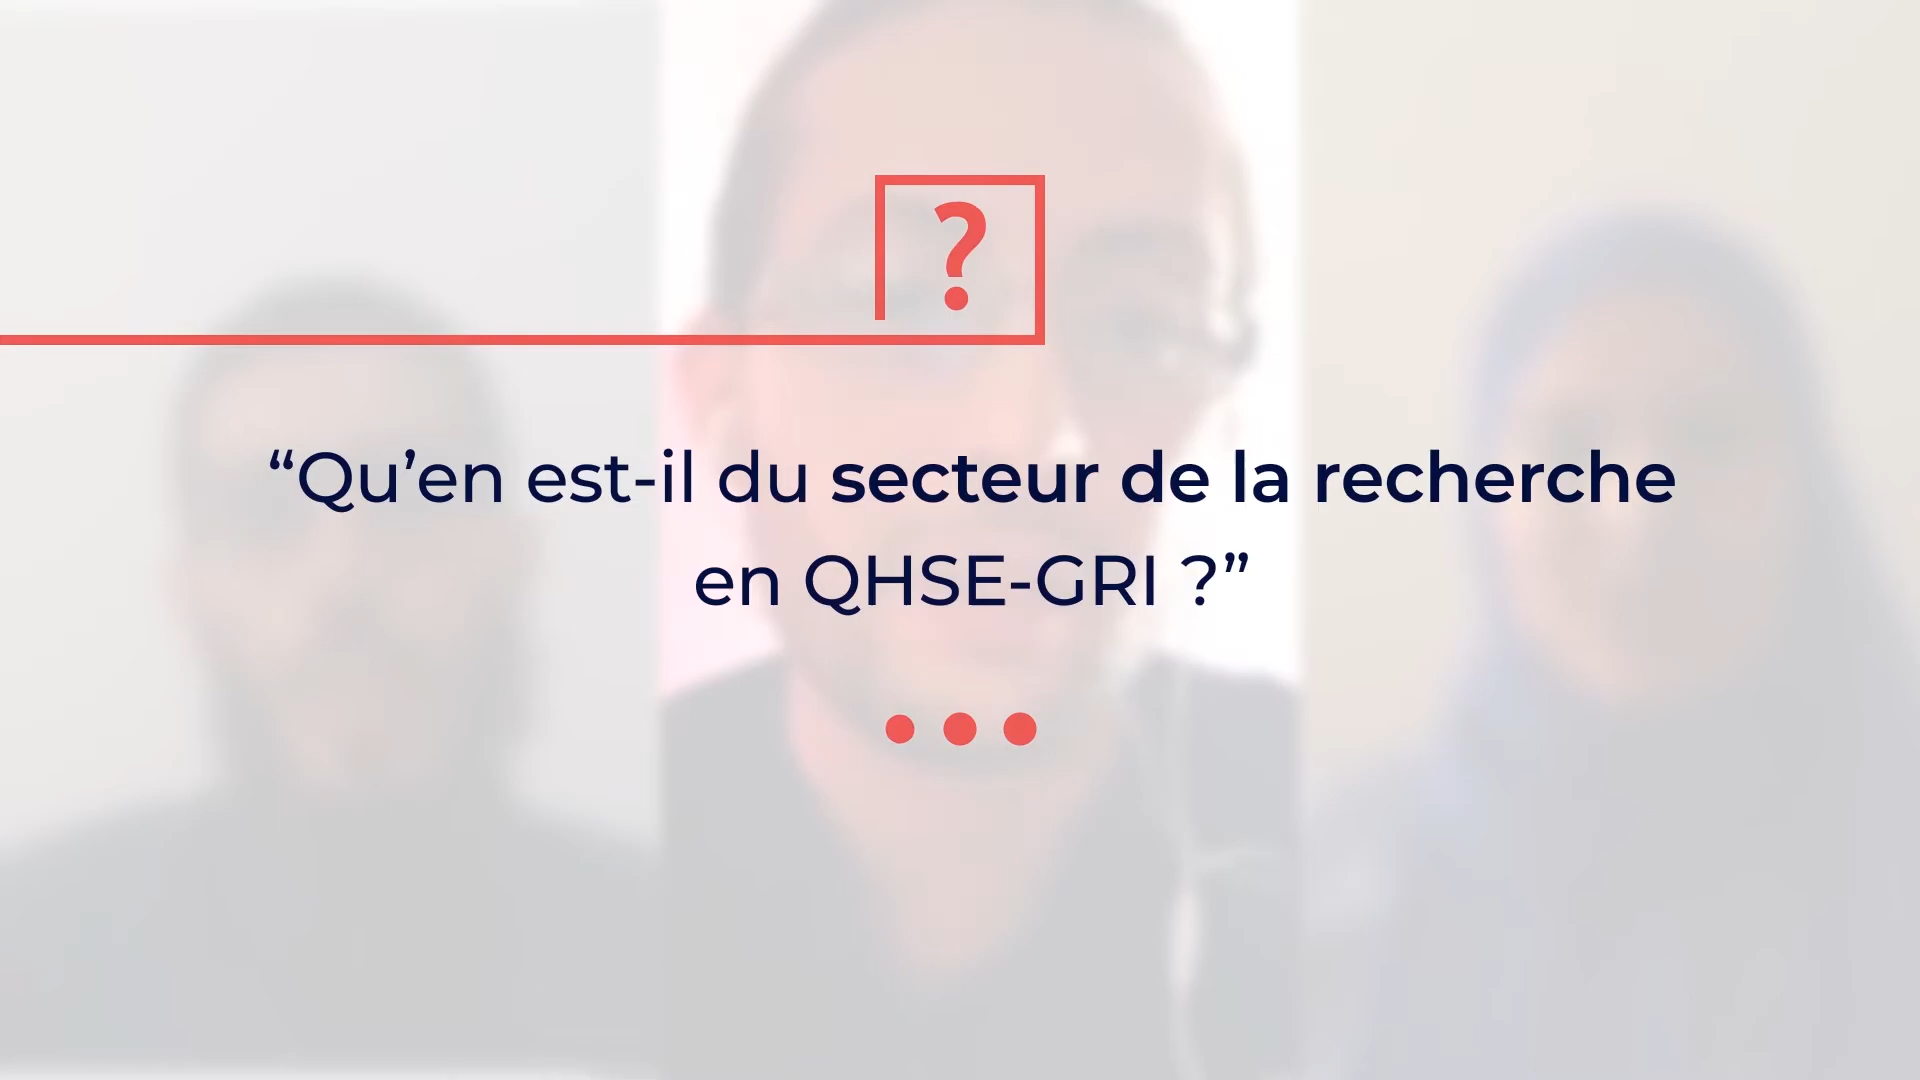 ?
“Qu’en est-il du secteur de la recherche
en QHSE-GRI ?”